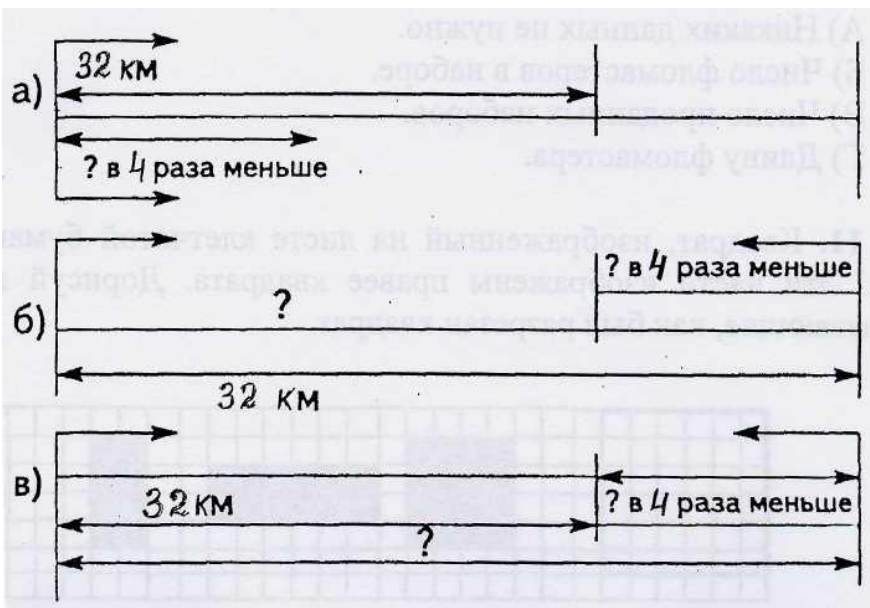 а)
32 км
? в 4 раза меньше
б)
?
? в 4 раза меньше
32 км
в)
32 км
? в 4 раза меньше
?